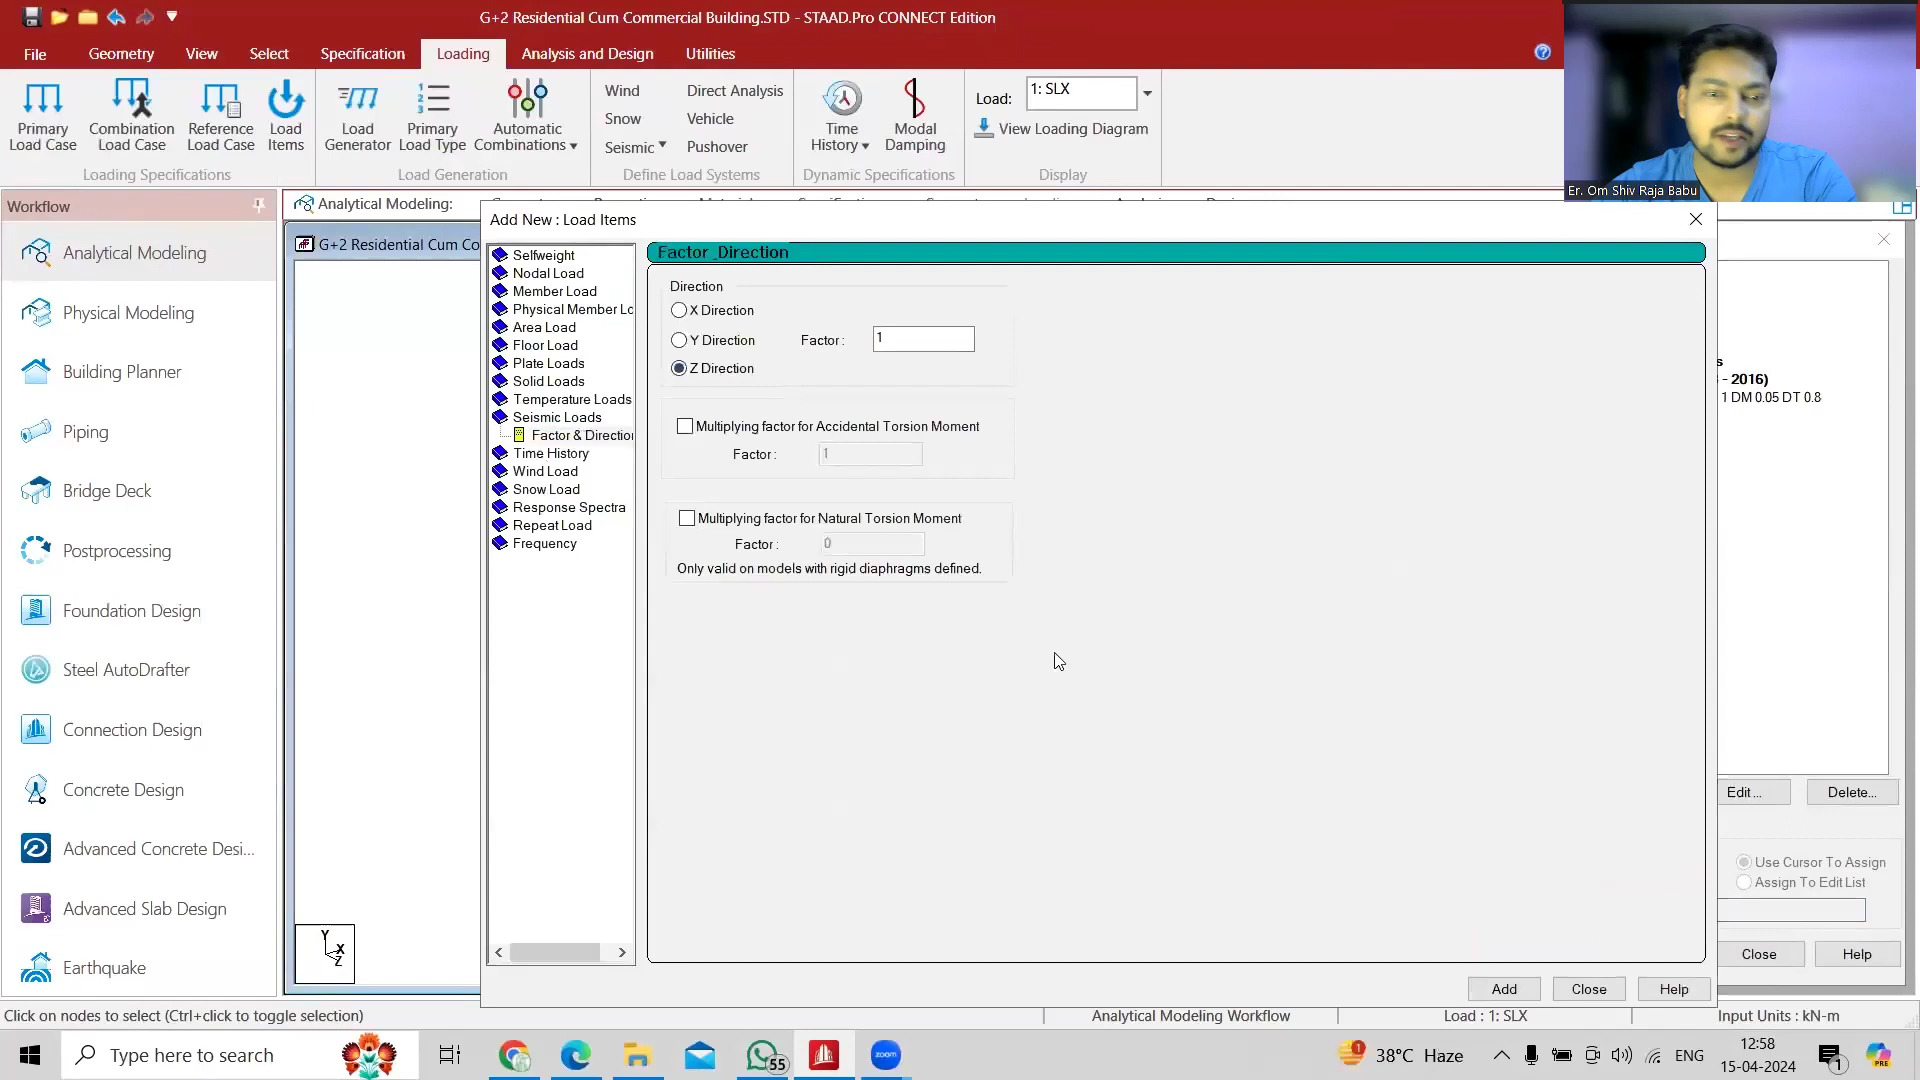 G+2 Residential Cum Commercial Building.STD - STAAD.Pro CONNECT Edition
File
Geometry
View
Select
Specification
Loading
Analysis and Design
Utilities
Primary Load Case
Combination Load Case
Reference Load Case
Load Items
Loading Specifications
Load Generator
Primary Load Type
Automatic Combinations
Load Generation
Wind
Snow
Seismic
Direct Analysis
Vehicle
Pushover
Define Load Systems
Time History
Modal Damping
Dynamic Specifications
Load:
1: SLX
View Loading Diagram
Display
Er. Om Shiv Raja Babu
Workflow
Analytical Modeling
Physical Modeling
Building Planner
Piping
Bridge Deck
Postprocessing
Foundation Design
Steel AutoDrafter
Connection Design
Concrete Design
Advanced Concrete Desi...
Advanced Slab Design
Earthquake
Analytical Modeling:
G+2 Residential Cum Co
Y
X
Z
Add New : Load Items
Selfweight
Nodal Load
Member Load
Physical Member Lo
Area Load
Floor Load
Plate Loads
Solid Loads
Temperature Loads
Seismic Loads
Factor & Direction
Time History
Wind Load
Snow Load
Response Spectra
Repeat Load
Frequency
Factor_Direction
Direction
X Direction
Y Direction
Factor :
1
Z Direction
Multiplying factor for Accidental Torsion Moment
Factor :
1
Multiplying factor for Natural Torsion Moment
Factor :
0
Only valid on models with rigid diaphragms defined.
Add
Close
Help
s
- 2016)
1 DM 0.05 DT 0.8
Edit...
Delete...
Use Cursor To Assign
Assign To Edit List
Close
Help
Click on nodes to select (Ctrl+click to toggle selection)
Analytical Modeling Workflow
Load : 1: SLX
Input Units : kN-m
Type here to search
55
zoom
38°C Haze
ENG
12:58
15-04-2024
1
PRE